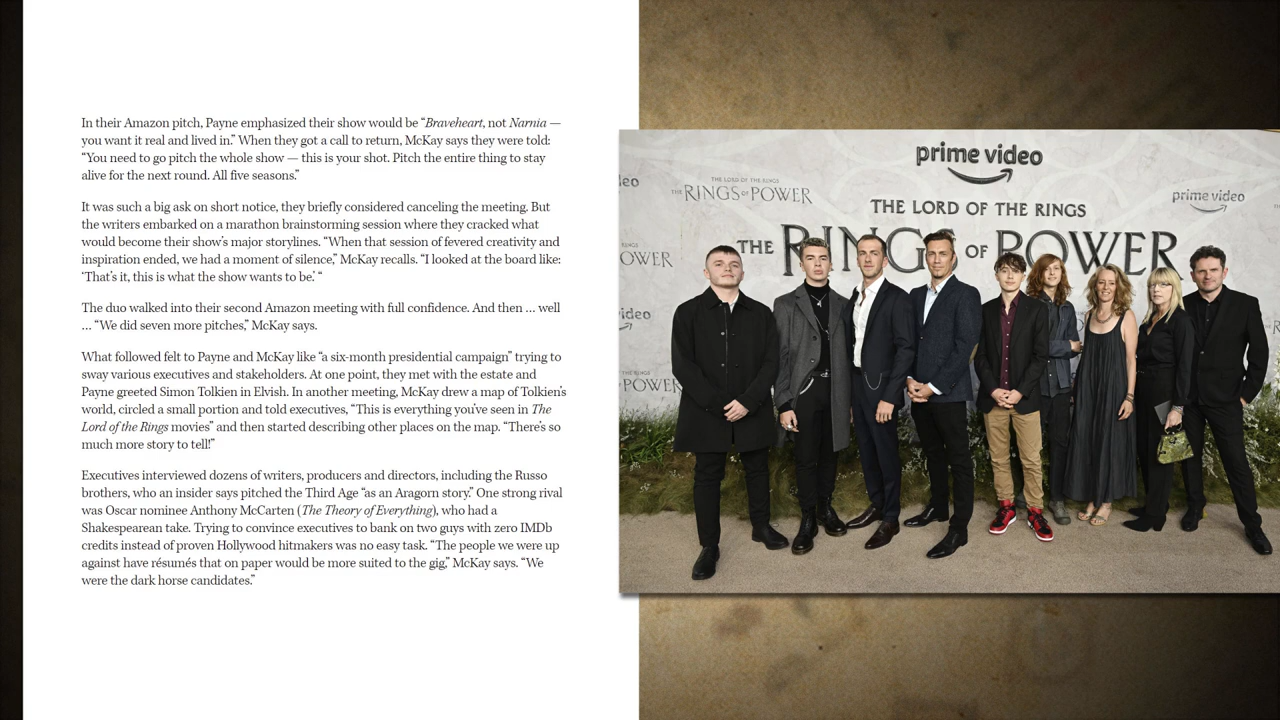 In their Amazon pitch, Payne emphasized their show would be “Braveheart, not Narnia —
you want it real and lived in.” When they got a call to return, McKay says they were told:
“You need to go pitch the whole show — this is your shot. Pitch the entire thing to stay
alive for the next round. All five seasons.”
It was such a big ask on short notice, they briefly considered canceling the meeting. But
the writers embarked on a marathon brainstorming session where they cracked what
would become their show’s major storylines. “When that session of fevered creativity and
inspiration ended, we had a moment of silence,” McKay recalls. “I looked at the board like:
‘That’s it, this is what the show wants to be’. “
The duo walked into their second Amazon meeting with full confidence. And then … well
… “We did seven more pitches,” McKay says.
What followed felt to Payne and McKay like “a six-month presidential campaign” trying to
sway various executives and stakeholders. At one point, they met with the estate and
Payne greeted Simon Tolkien in Elvish. In another meeting, McKay drew a map of Tolkien’s
world, circled a small portion and told executives, “This is everything you’ve seen in The
Lord of the Rings movies” and then started describing other places on the map. “There’s so
much more story to tell!”
Executives interviewed dozens of writers, producers and directors, including the Russo
brothers, who an insider says pitched the Third Age “as an Aragorn story.” One strong rival
was Oscar nominee Anthony McCarten (The Theory of Everything), who had a
Shakespearean take. Trying to convince executives to bank on two guys with zero IMDb
credits instead of proven Hollywood hitmakers was no easy task. “The people we were up
against have résumés that on paper would be more suited to the gig,” McKay says. “We
were the dark horse candidates.”
prime video
deo
THE LORD OF THE RINGS
THE RINGS OF POWER
prime video
THE LORD OF THE RINGS
THE RINGS OF POWER
THE RINGS
POWER
video
THE RINGS
POWER